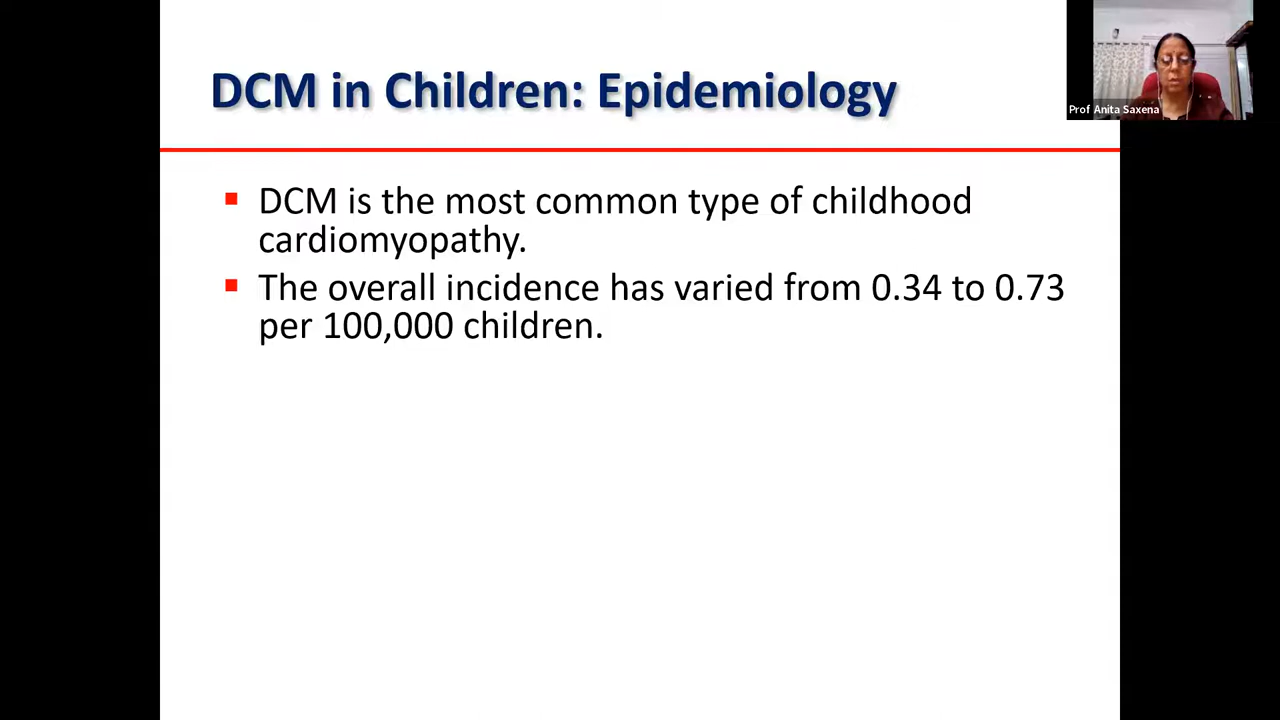 DCM in Children: Epidemiology
Prof Anita Saxena
▪ DCM is the most common type of childhood
cardiomyopathy.
▪ The overall incidence has varied from 0.34 to 0.73
per 100,000 children.